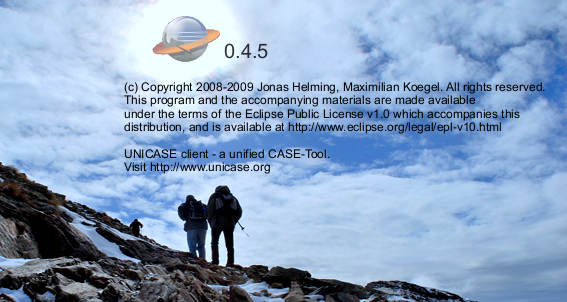 0.4.5
(c) Copyright 2008-2009 Jonas Helming, Maximilian Koegel. All rights reserved.
This program and the accompanying materials are made available
under the terms of the Eclipse Public License v1.0 which accompanies this
distribution, and is available at http://www.eclipse.org/legal/epl-v10.html
UNICASE client - a unified CASE-Tool.
Visit http://www.unicase.org